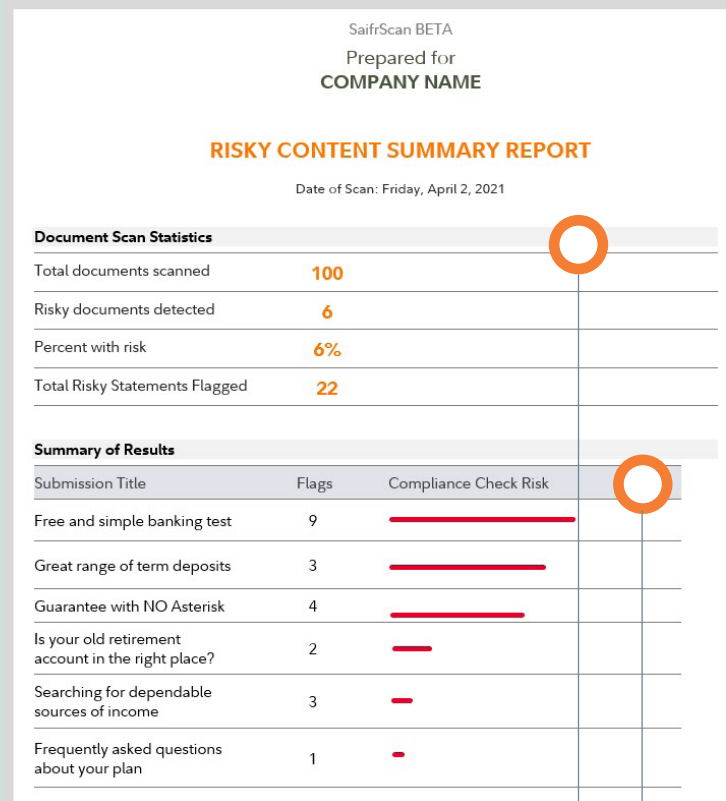 SaifrScan BETA
Prepared for
COMPANY NAME
RISKY CONTENT SUMMARY REPORT
Date of Scan: Friday, April 2, 2021
Document Scan Statistics
Total documents scanned 100
Risky documents detected 6
Percent with risk 6%
Total Risky Statements Flagged 22
Summary of Results
Submission Title Flags Compliance Check Risk
Free and simple banking test 9
Great range of term deposits 3
Guarantee with NO Asterisk 4
Is your old retirement
account in the right place? 2
Searching for dependable
sources of income 3
Frequently asked questions
about your plan 1